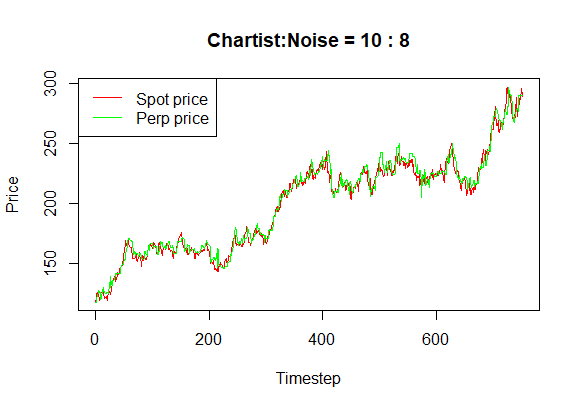 Chartist:Noise = 10 : 8
Spot price
Perp price
300
250
200
150
Price
0 200 400 600
Timestep